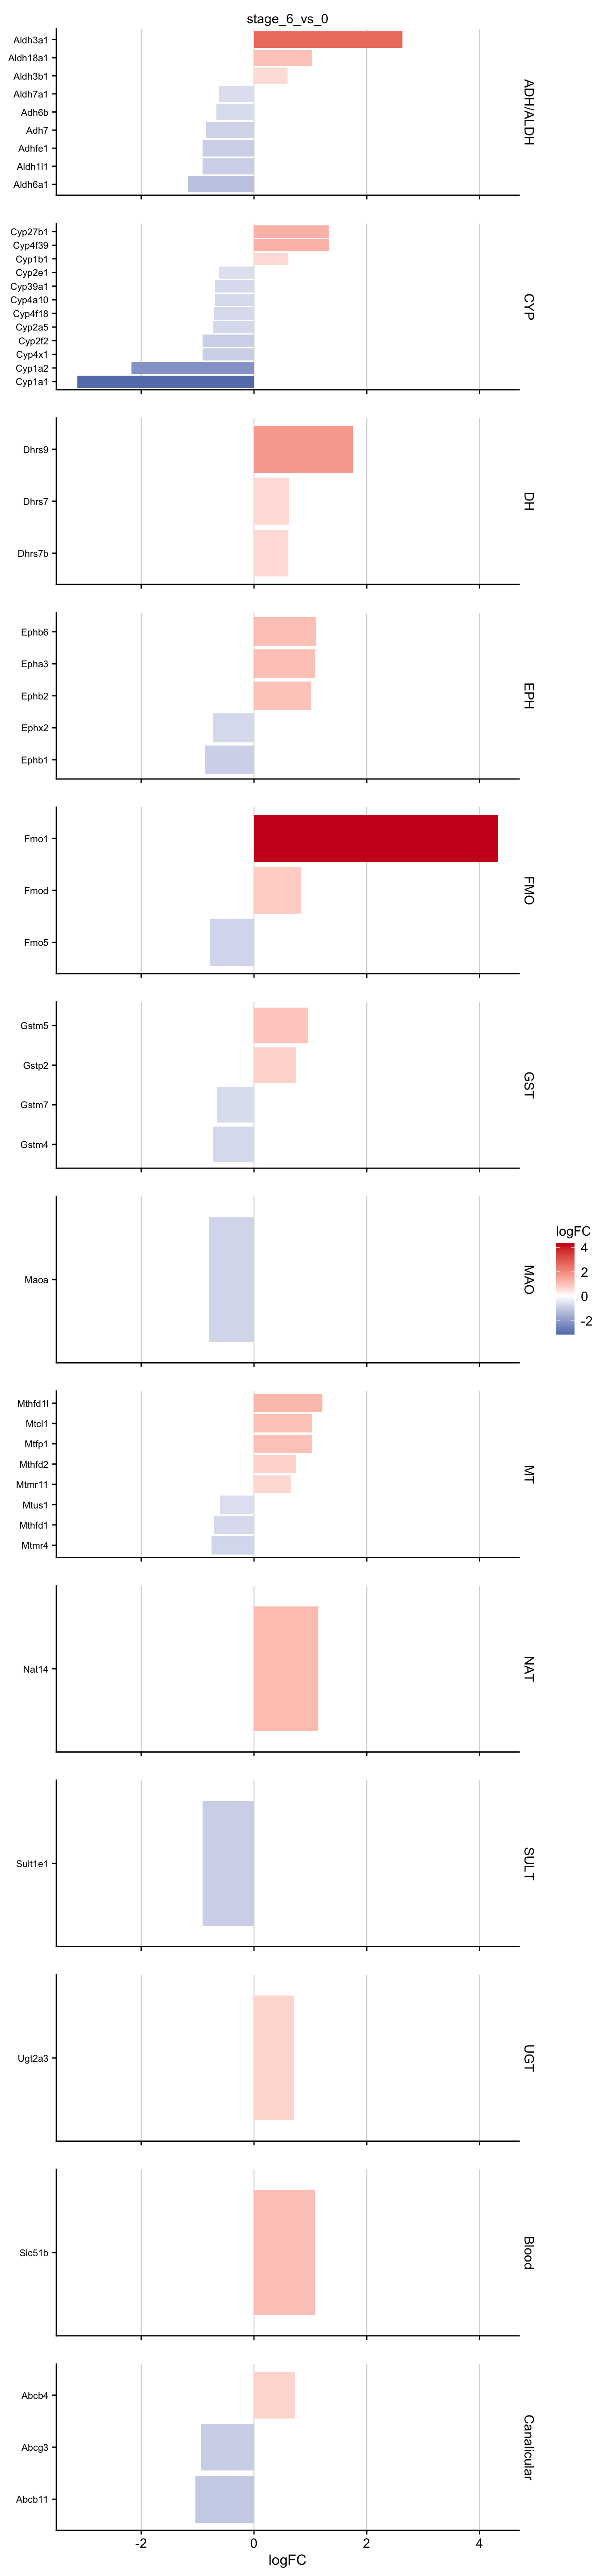 stage_6_vs_0
Aldh3a1
Aldh18a1
Aldh3b1
Aldh7a1
Adh6b
Adh7
Adhfe1
Aldh1l1
Aldh6a1
ADH/ALDH
Cyp27b1
Cyp4f39
Cyp1b1
Cyp2e1
Cyp39a1
Cyp4a10
Cyp4f18
Cyp2a5
Cyp2f2
Cyp4x1
Cyp1a2
Cyp1a1
CYP
Dhrs9
Dhrs7
Dhrs7b
DH
Ephb6
Epha3
Ephb2
Ephx2
Ephb1
EPH
Fmo1
Fmod
Fmo5
FMO
Gstm5
Gstp2
Gstm7
Gstm4
GST
Maoa
MAO
logFC
4
2
0
-2
Mthfd1l
Mtcl1
Mtfp1
Mthfd2
Mtmr11
Mtus1
Mthfd1
Mtmr4
MT
Nat14
NAT
Sult1e1
SULT
Ugt2a3
UGT
Slc51b
Blood
Abcb4
Abcg3
Abcb11
Canalicular
-2 0 2 4
logFC